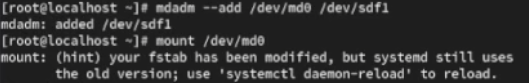 [root@localhost ~]# mdadm --add /dev/md0 /dev/sdf1
mdadm: added /dev/sdf1
[root@localhost ~]# mount /dev/md0
mount: (hint) your fstab has been modified, but systemd still uses
       the old version; use 'systemctl daemon-reload' to reload.